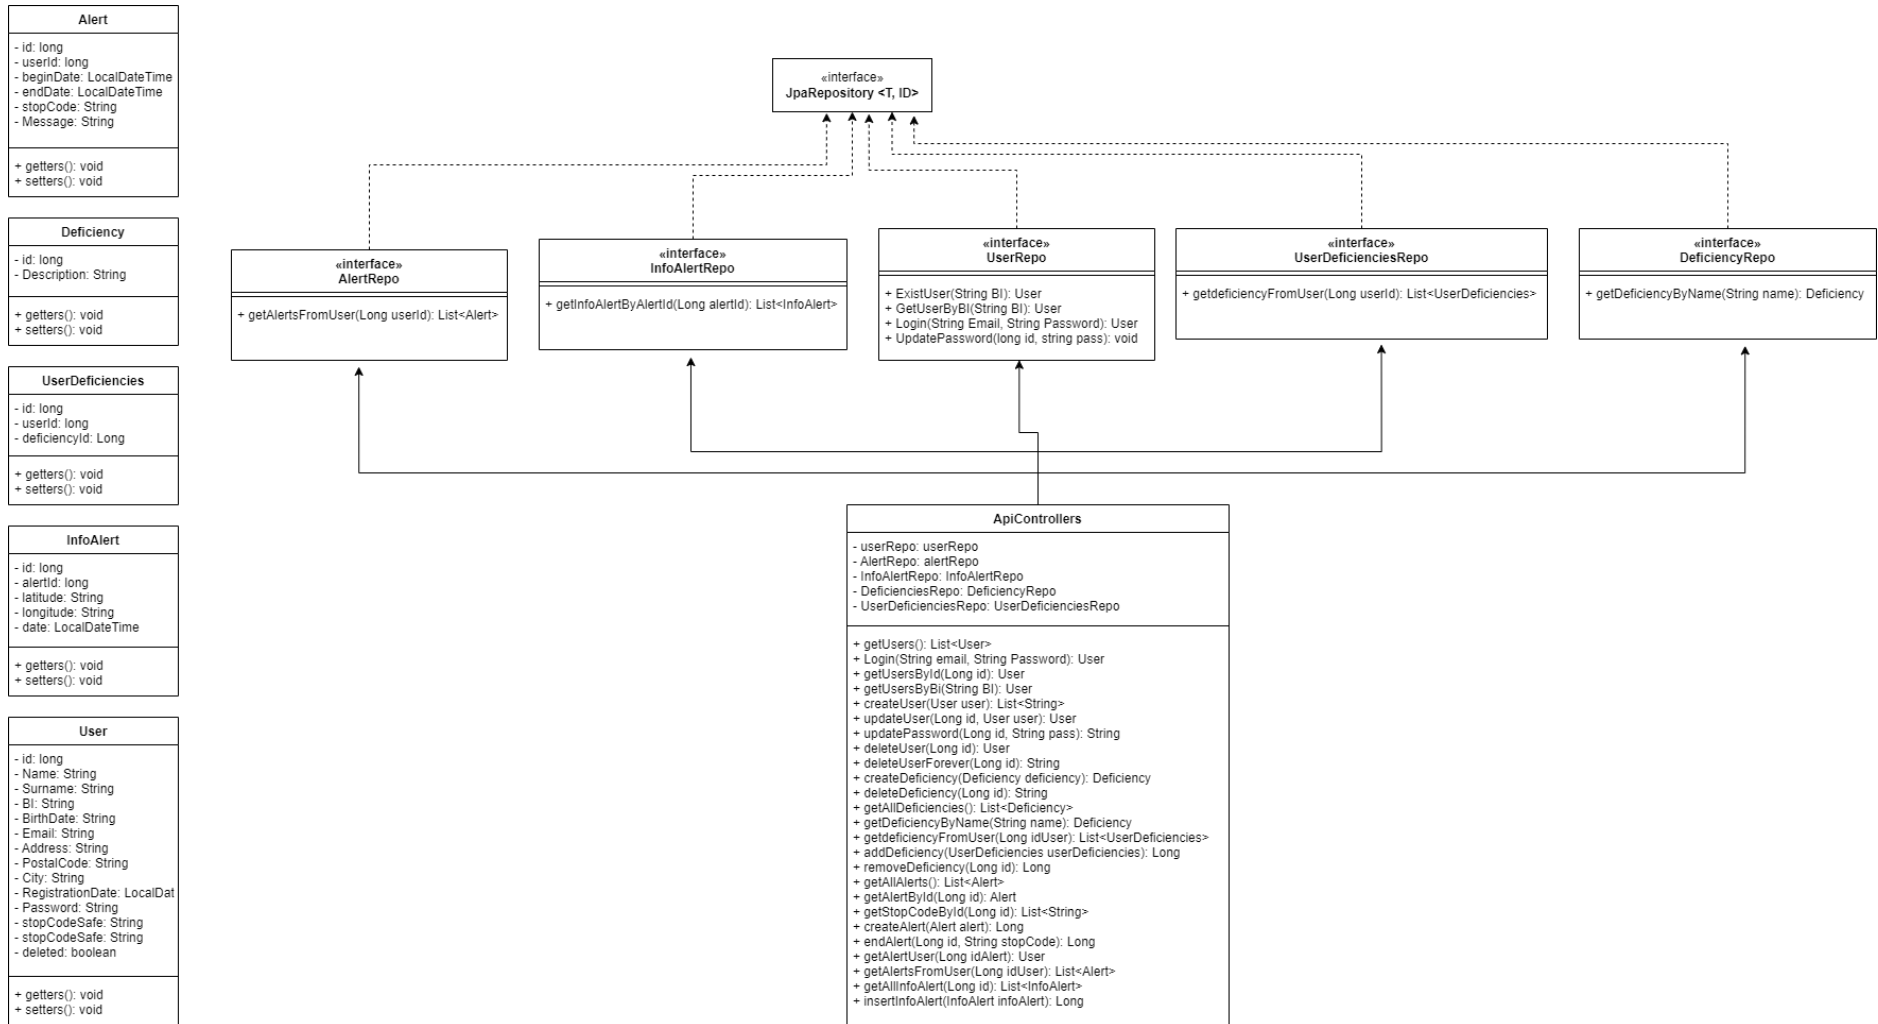 Alert
- id: long
- userId: long
- beginDate: LocalDateTime
- endDate: LocalDateTime
- stopCode: String
- Message: String
+ getters(): void
+ setters(): void
Deficiency
- id: long
- Description: String
+ getters(): void
+ setters(): void
UserDeficiencies
- id: long
- userId: long
- deficiencyId: Long
+ getters(): void
+ setters(): void
InfoAlert
- id: long
- alertId: long
- latitude: String
- longitude: String
- date: LocalDateTime
+ getters(): void
+ setters(): void
User
- id: long
- Name: String
- Surname: String
- BI: String
- BirthDate: String
- Email: String
- Address: String
- PostalCode: String
- City: String
- RegistrationDate: LocalDat
- Password: String
- stopCodeSafe: String
- stopCodeSafe: String
- deleted: boolean
+ getters(): void
+ setters(): void
«interface»
JpaRepository <T, ID>
«interface»
AlertRepo
+ getAlertsFromUser(Long userId): List<Alert>
«interface»
InfoAlertRepo
+ getInfoAlertByAlertId(Long alertId): List<InfoAlert>
«interface»
UserRepo
+ ExistUser(String BI): User
+ GetUserByBI(String BI): User
+ Login(String Email, String Password): User
+ UpdatePassword(long id, string pass): void
«interface»
UserDeficienciesRepo
+ getdeficiencyFromUser(Long userId): List<UserDeficiencies>
«interface»
DeficiencyRepo
+ getDeficiencyByName(String name): Deficiency
ApiControllers
- userRepo: userRepo
- AlertRepo: alertRepo
- InfoAlertRepo: InfoAlertRepo
- DeficienciesRepo: DeficiencyRepo
- UserDeficienciesRepo: UserDeficienciesRepo
+ getUsers(): List<User>
+ Login(String email, String Password): User
+ getUsersById(Long id): User
+ getUsersByBi(String BI): User
+ createUser(User user): List<String>
+ updateUser(Long id, User user): User
+ updatePassword(Long id, String pass): String
+ deleteUser(Long id): User
+ deleteUserForever(Long id): String
+ createDeficiency(Deficiency deficiency): Deficiency
+ deleteDeficiency(Long id): String
+ getAllDeficiencies(): List<Deficiency>
+ getDeficiencyByName(String name): Deficiency
+ getdeficiencyFromUser(Long idUser): List<UserDeficiencies>
+ addDeficiency(UserDeficiencies userDeficiencies): Long
+ removeDeficiency(Long id): Long
+ getAllAlerts(): List<Alert>
+ getAlertById(Long id): Alert
+ getStopCodeById(Long id): List<String>
+ createAlert(Alert alert): Long
+ endAlert(Long id, String stopCode): Long
+ getAlertUser(Long idAlert): User
+ getAlertsFromUser(Long idUser): List<Alert>
+ getAllInfoAlert(Long id): List<InfoAlert>
+ insertInfoAlert(InfoAlert infoAlert): Long